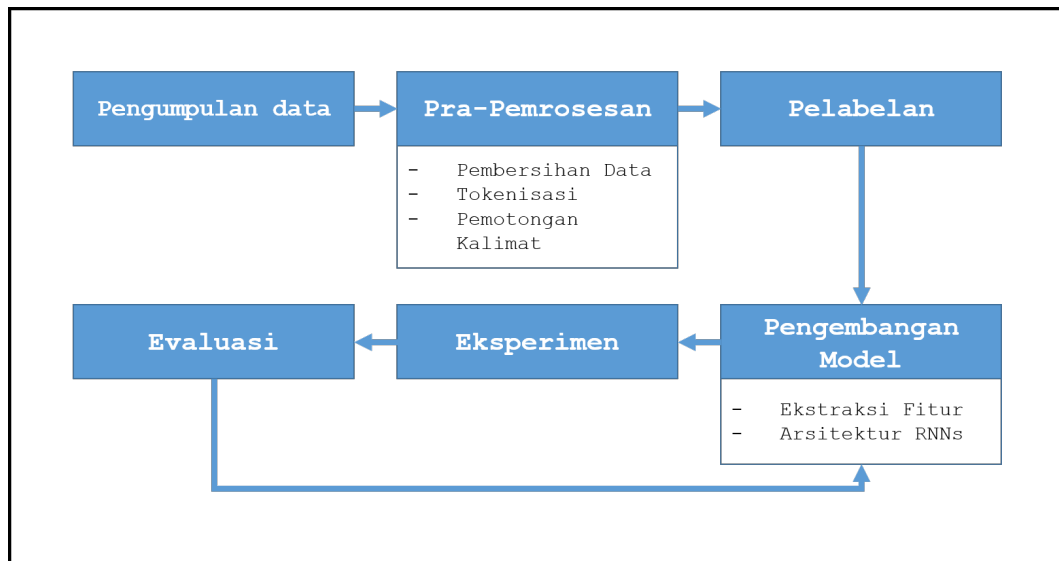 Pengumpulan data
Pra-Pemrosesan
- Pembersihan Data
- Tokenisasi
- Pemotongan
Kalimat
Pelabelan
Pengembangan
Model
- Ekstraksi Fitur
- Arsitektur RNNs
Eksperimen
Evaluasi